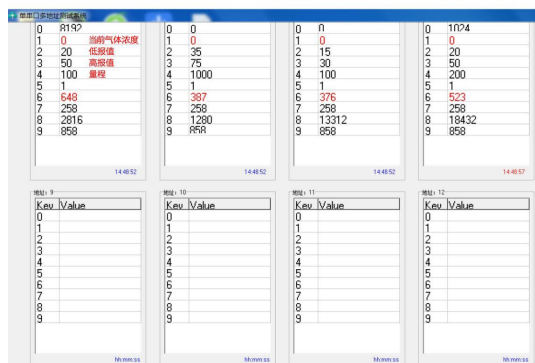 单串口多地址测试系统
0 8192 0 0 0 0 0 1024
1 0 当前气体浓度 1 0 1 0 1 0
2 20 低报值 2 35 2 15 2 20
3 50 高报值 3 75 3 30 3 50
4 100 量程 4 1000 4 100 4 200
5 1 5 1 5 1 5 1
6 648 6 387 6 376 6 523
7 258 7 258 7 258 7 258
8 2816 8 1280 8 13312 8 18432
9 858 9 858 9 858 9 858
14:48:52 14:48:52 14:48:52 14:48:57
地址: 9 地址: 10 地址: 11 地址: 12
Key Value Key Value Key Value Key Value
0 0 0 0
1 1 1 1
2 2 2 2
3 3 3 3
4 4 4 4
5 5 5 5
6 6 6 6
7 7 7 7
8 8 8 8
9 9 9 9
hh:mm:ss hh:mm:ss hh:mm:ss hh:mm:ss